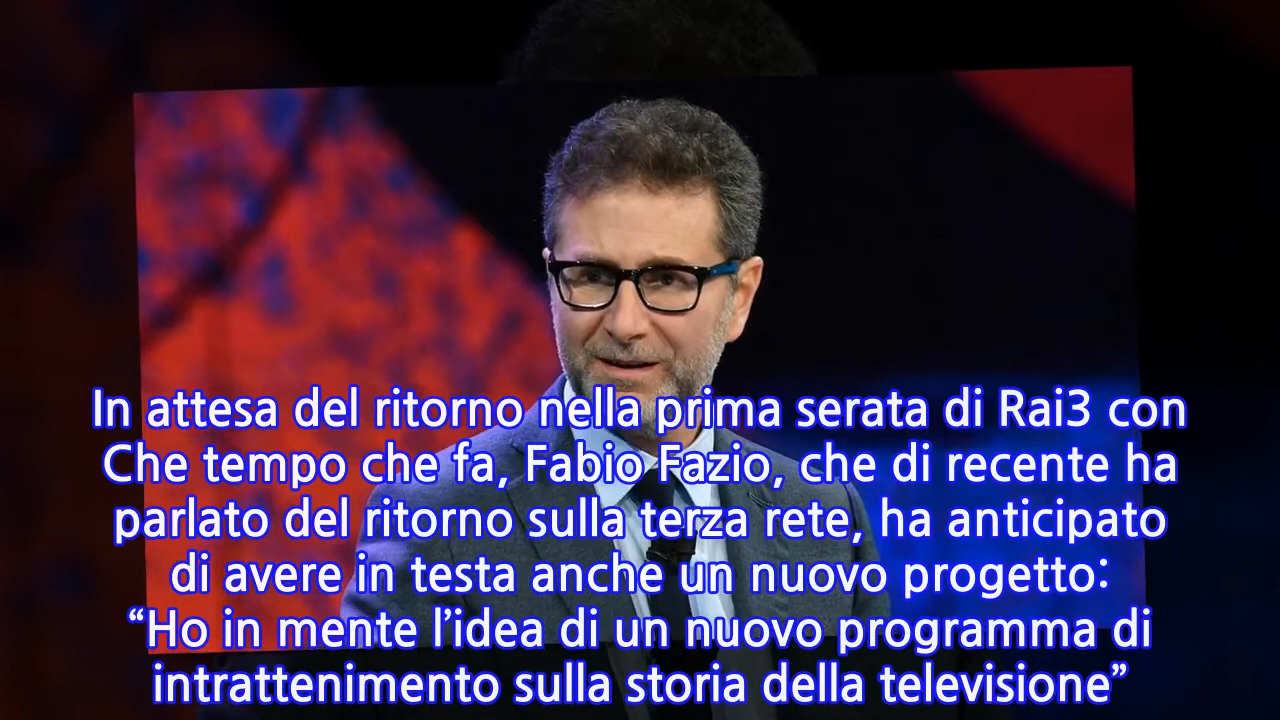 In attesa del ritorno nella prima serata di Rai3 con
Che tempo che fa, Fabio Fazio, che di recente ha
parlato del ritorno sulla terza rete, ha anticipato
di avere in testa anche un nuovo progetto:
“Ho in mente l’idea di un nuovo programma di
intrattenimento sulla storia della televisione”